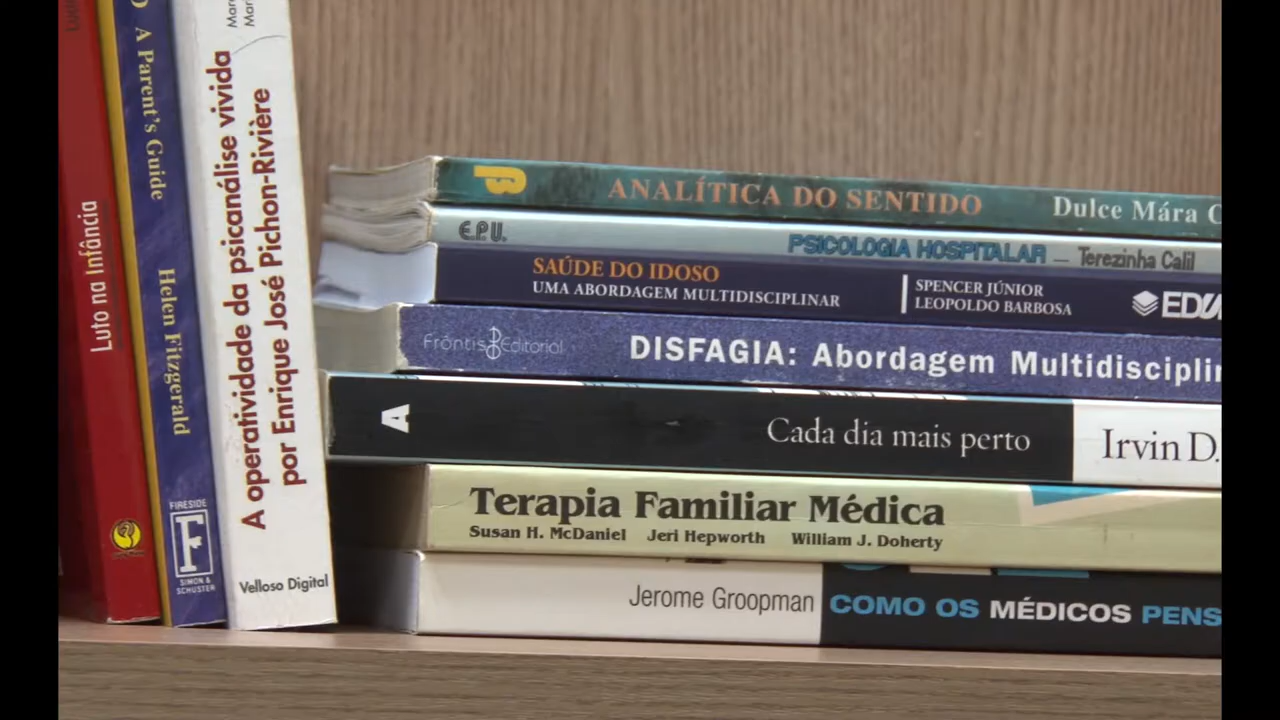 Luto na Infância
A Parent's Guide
Helen Fitzgerald
FIRESIDE
F
SIMON &
SCHUSTER
A operatividade da psicanálise vivida
por Enrique José Pichon-Rivière
Velloso Digital
ANALÍTICA DO SENTIDO Dulce Mára C
E.P.U. PSICOLOGIA HOSPITALAR — Terezinha Calil
SAÚDE DO IDOSO
UMA ABORDAGEM MULTIDISCIPLINAR
SPENCER JÚNIOR
LEOPOLDO BARBOSA
Frôntis Editorial DISFAGIA: Abordagem Multidisciplin
A Cada dia mais perto Irvin D.
Terapia Familiar Médica
Susan H. McDaniel Jeri Hepworth William J. Doherty
Jerome Groopman COMO OS MÉDICOS PENS